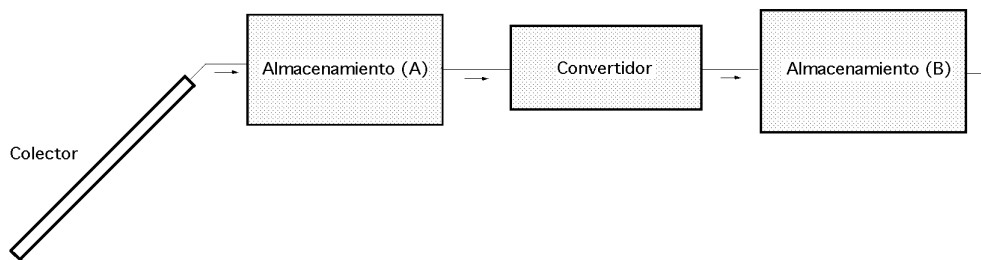 Colector
Almacenamiento (A)
Convertidor
Almacenamiento (B)